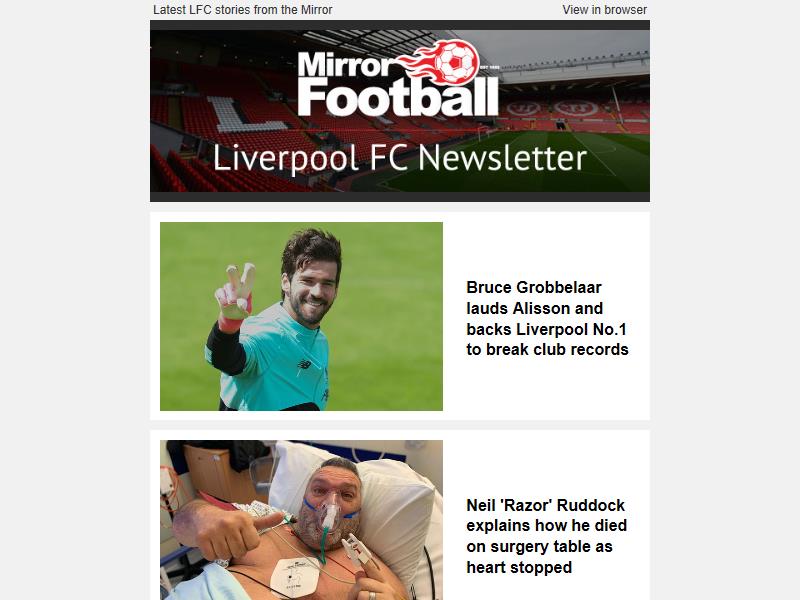 Latest LFC stories from the Mirror
View in browser
Mirror
Football
Liverpool FC Newsletter
Bruce Grobbelaar
lauds Alisson and
backs Liverpool No.1
to break club records
Neil 'Razor' Ruddock
explains how he died
on surgery table as
heart stopped